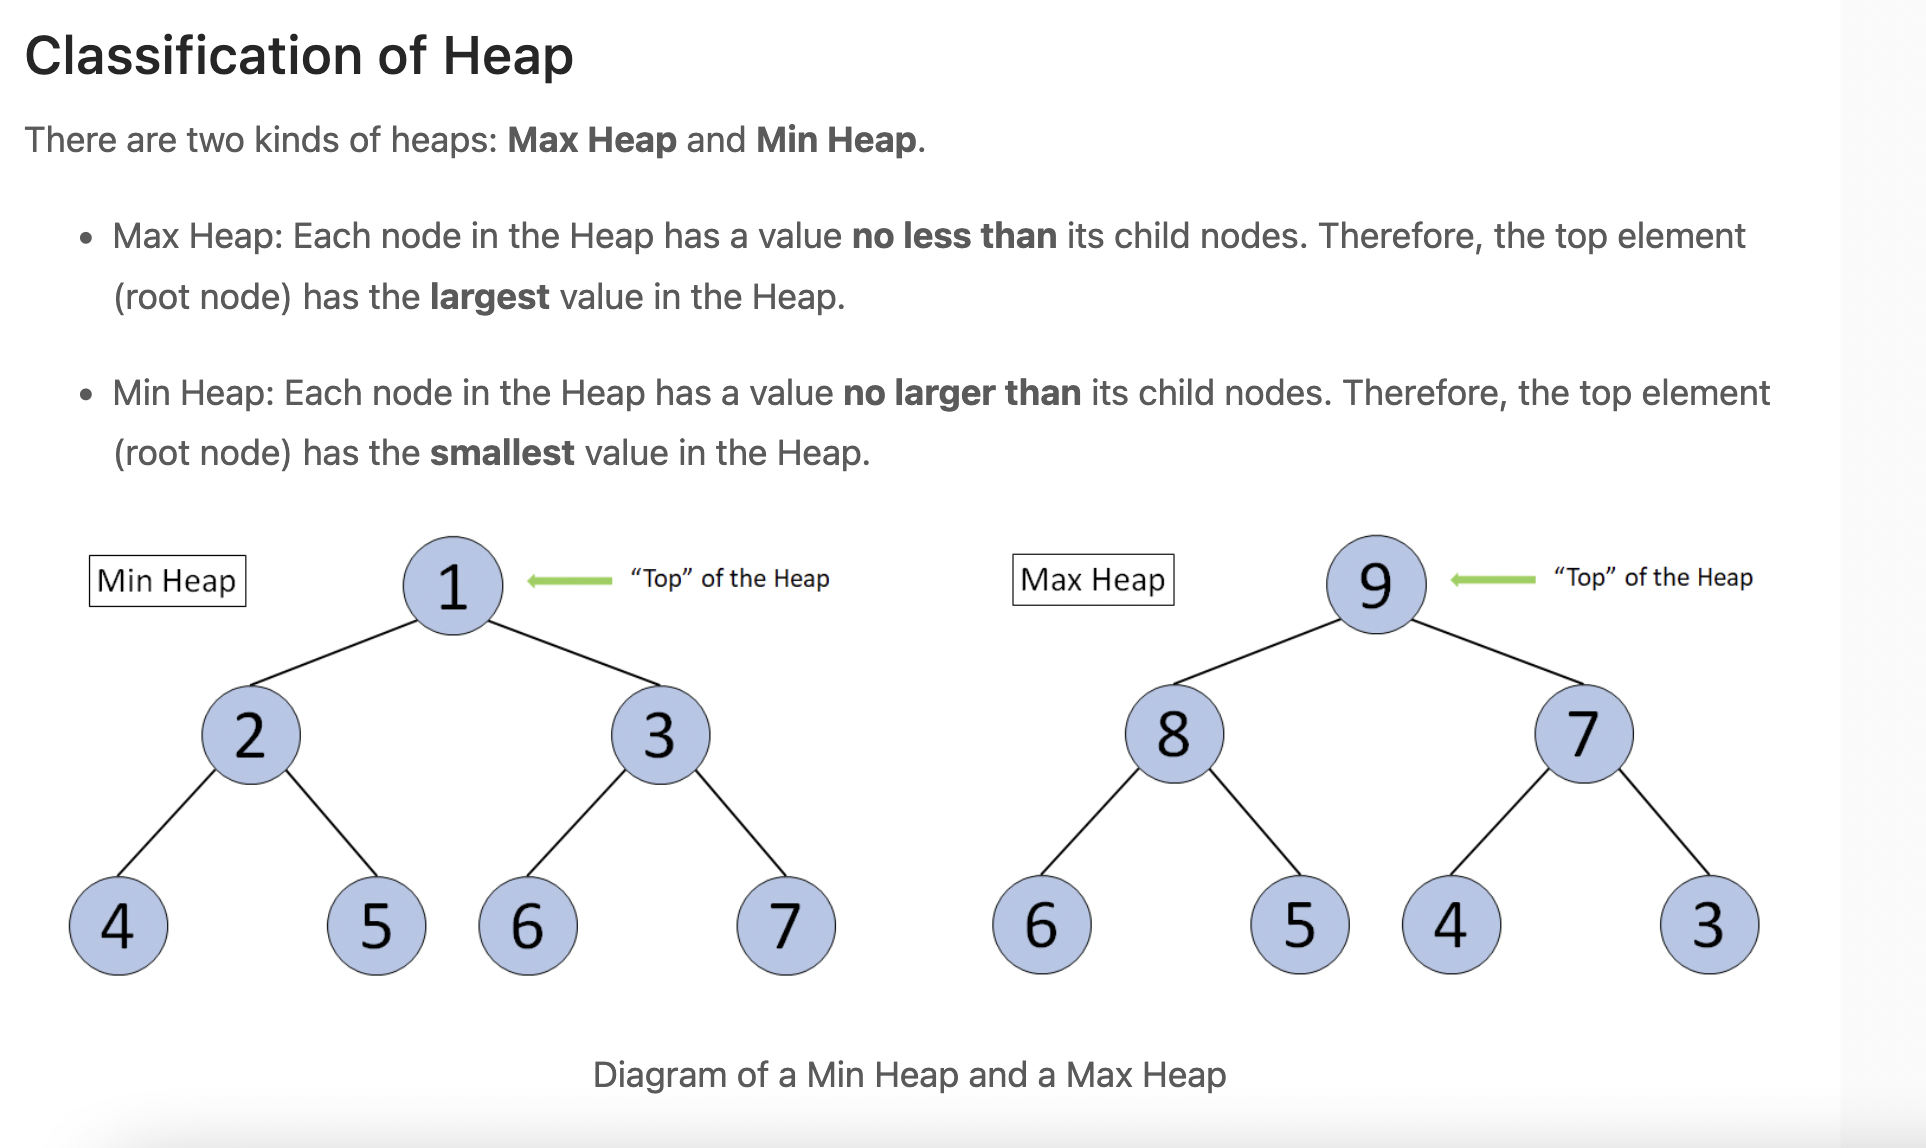 Classification of Heap
There are two kinds of heaps: Max Heap and Min Heap.
• Max Heap: Each node in the Heap has a value no less than its child nodes. Therefore, the top element
(root node) has the largest value in the Heap.
• Min Heap: Each node in the Heap has a value no larger than its child nodes. Therefore, the top element
(root node) has the smallest value in the Heap.
Min Heap
1
“Top” of the Heap
2
3
4
5
6
7
Max Heap
9
“Top” of the Heap
8
7
6
5
4
3
Diagram of a Min Heap and a Max Heap